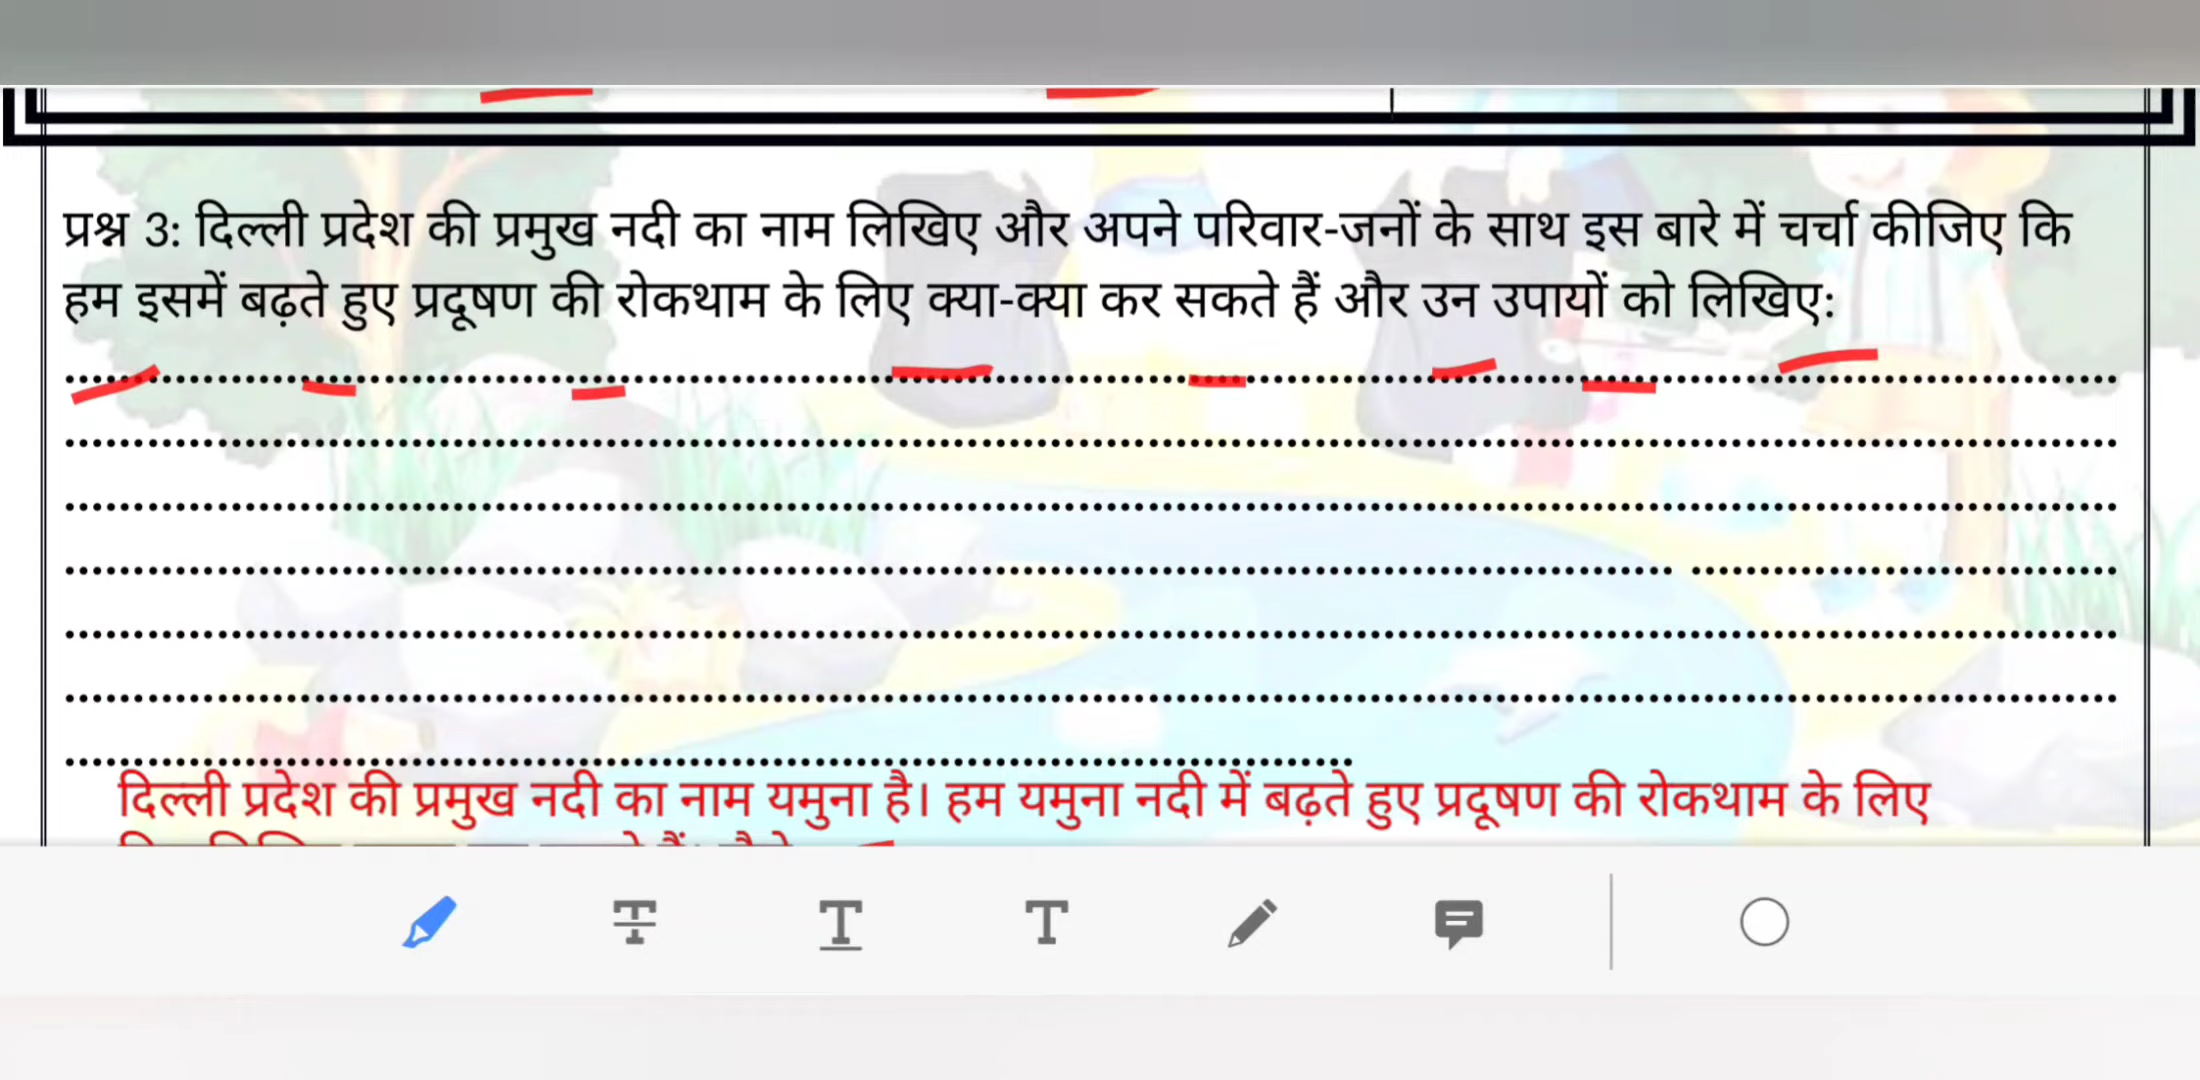 प्रश्न 3: दिल्ली प्रदेश की प्रमुख नदी का नाम लिखिए और अपने परिवार-जनों के साथ इस बारे में चर्चा कीजिए कि
हम इसमें बढ़ते हुए प्रदूषण की रोकथाम के लिए क्या-क्या कर सकते हैं और उन उपायों को लिखिए:
दिल्ली प्रदेश की प्रमुख नदी का नाम यमुना है। हम यमुना नदी में बढ़ते हुए प्रदूषण की रोकथाम के लिए